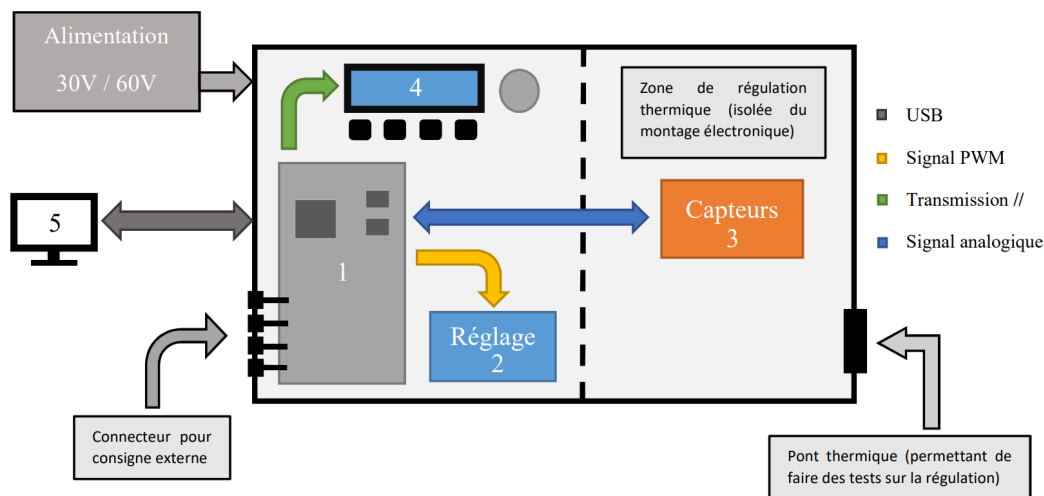 Alimentation
30V / 60V
4
Zone de régulation
thermique (isolée du
montage électronique)
USB
Signal PWM
Transmission //
Signal analogique
5
1
Capteurs
3
Réglage
2
Connecteur pour
consigne externe
Pont thermique (permettant de
faire des tests sur la régulation)